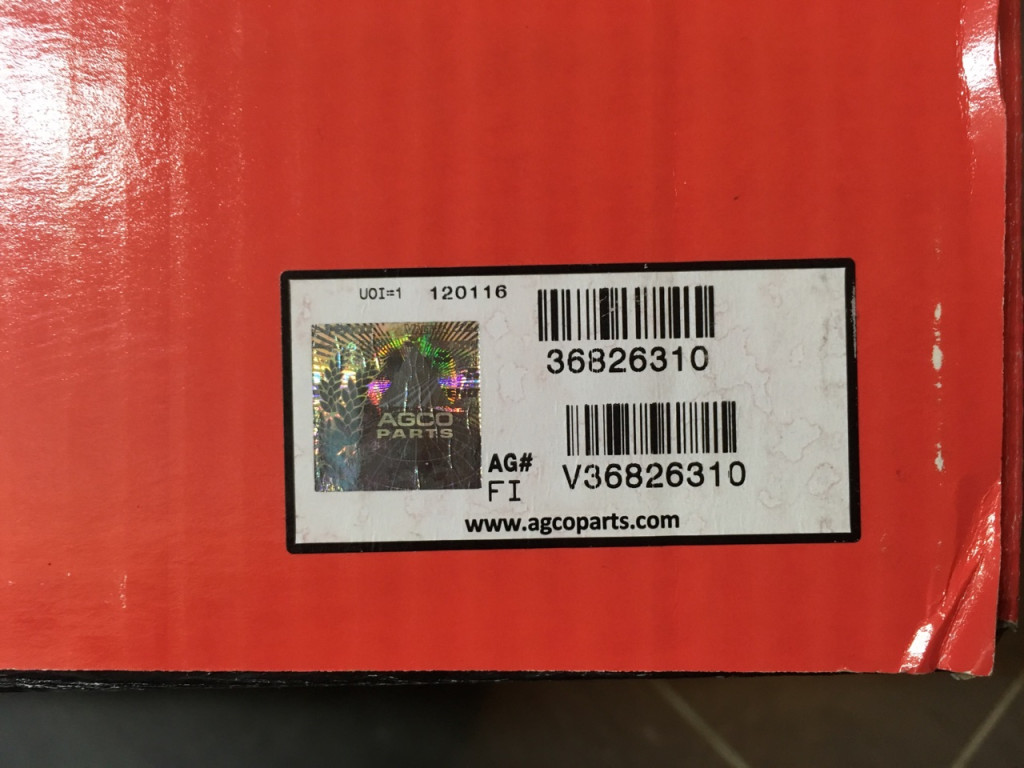 UOI=1 120116
36826310
AGCO
PARTS
AG#
FI
V36826310
www.agcoparts.com